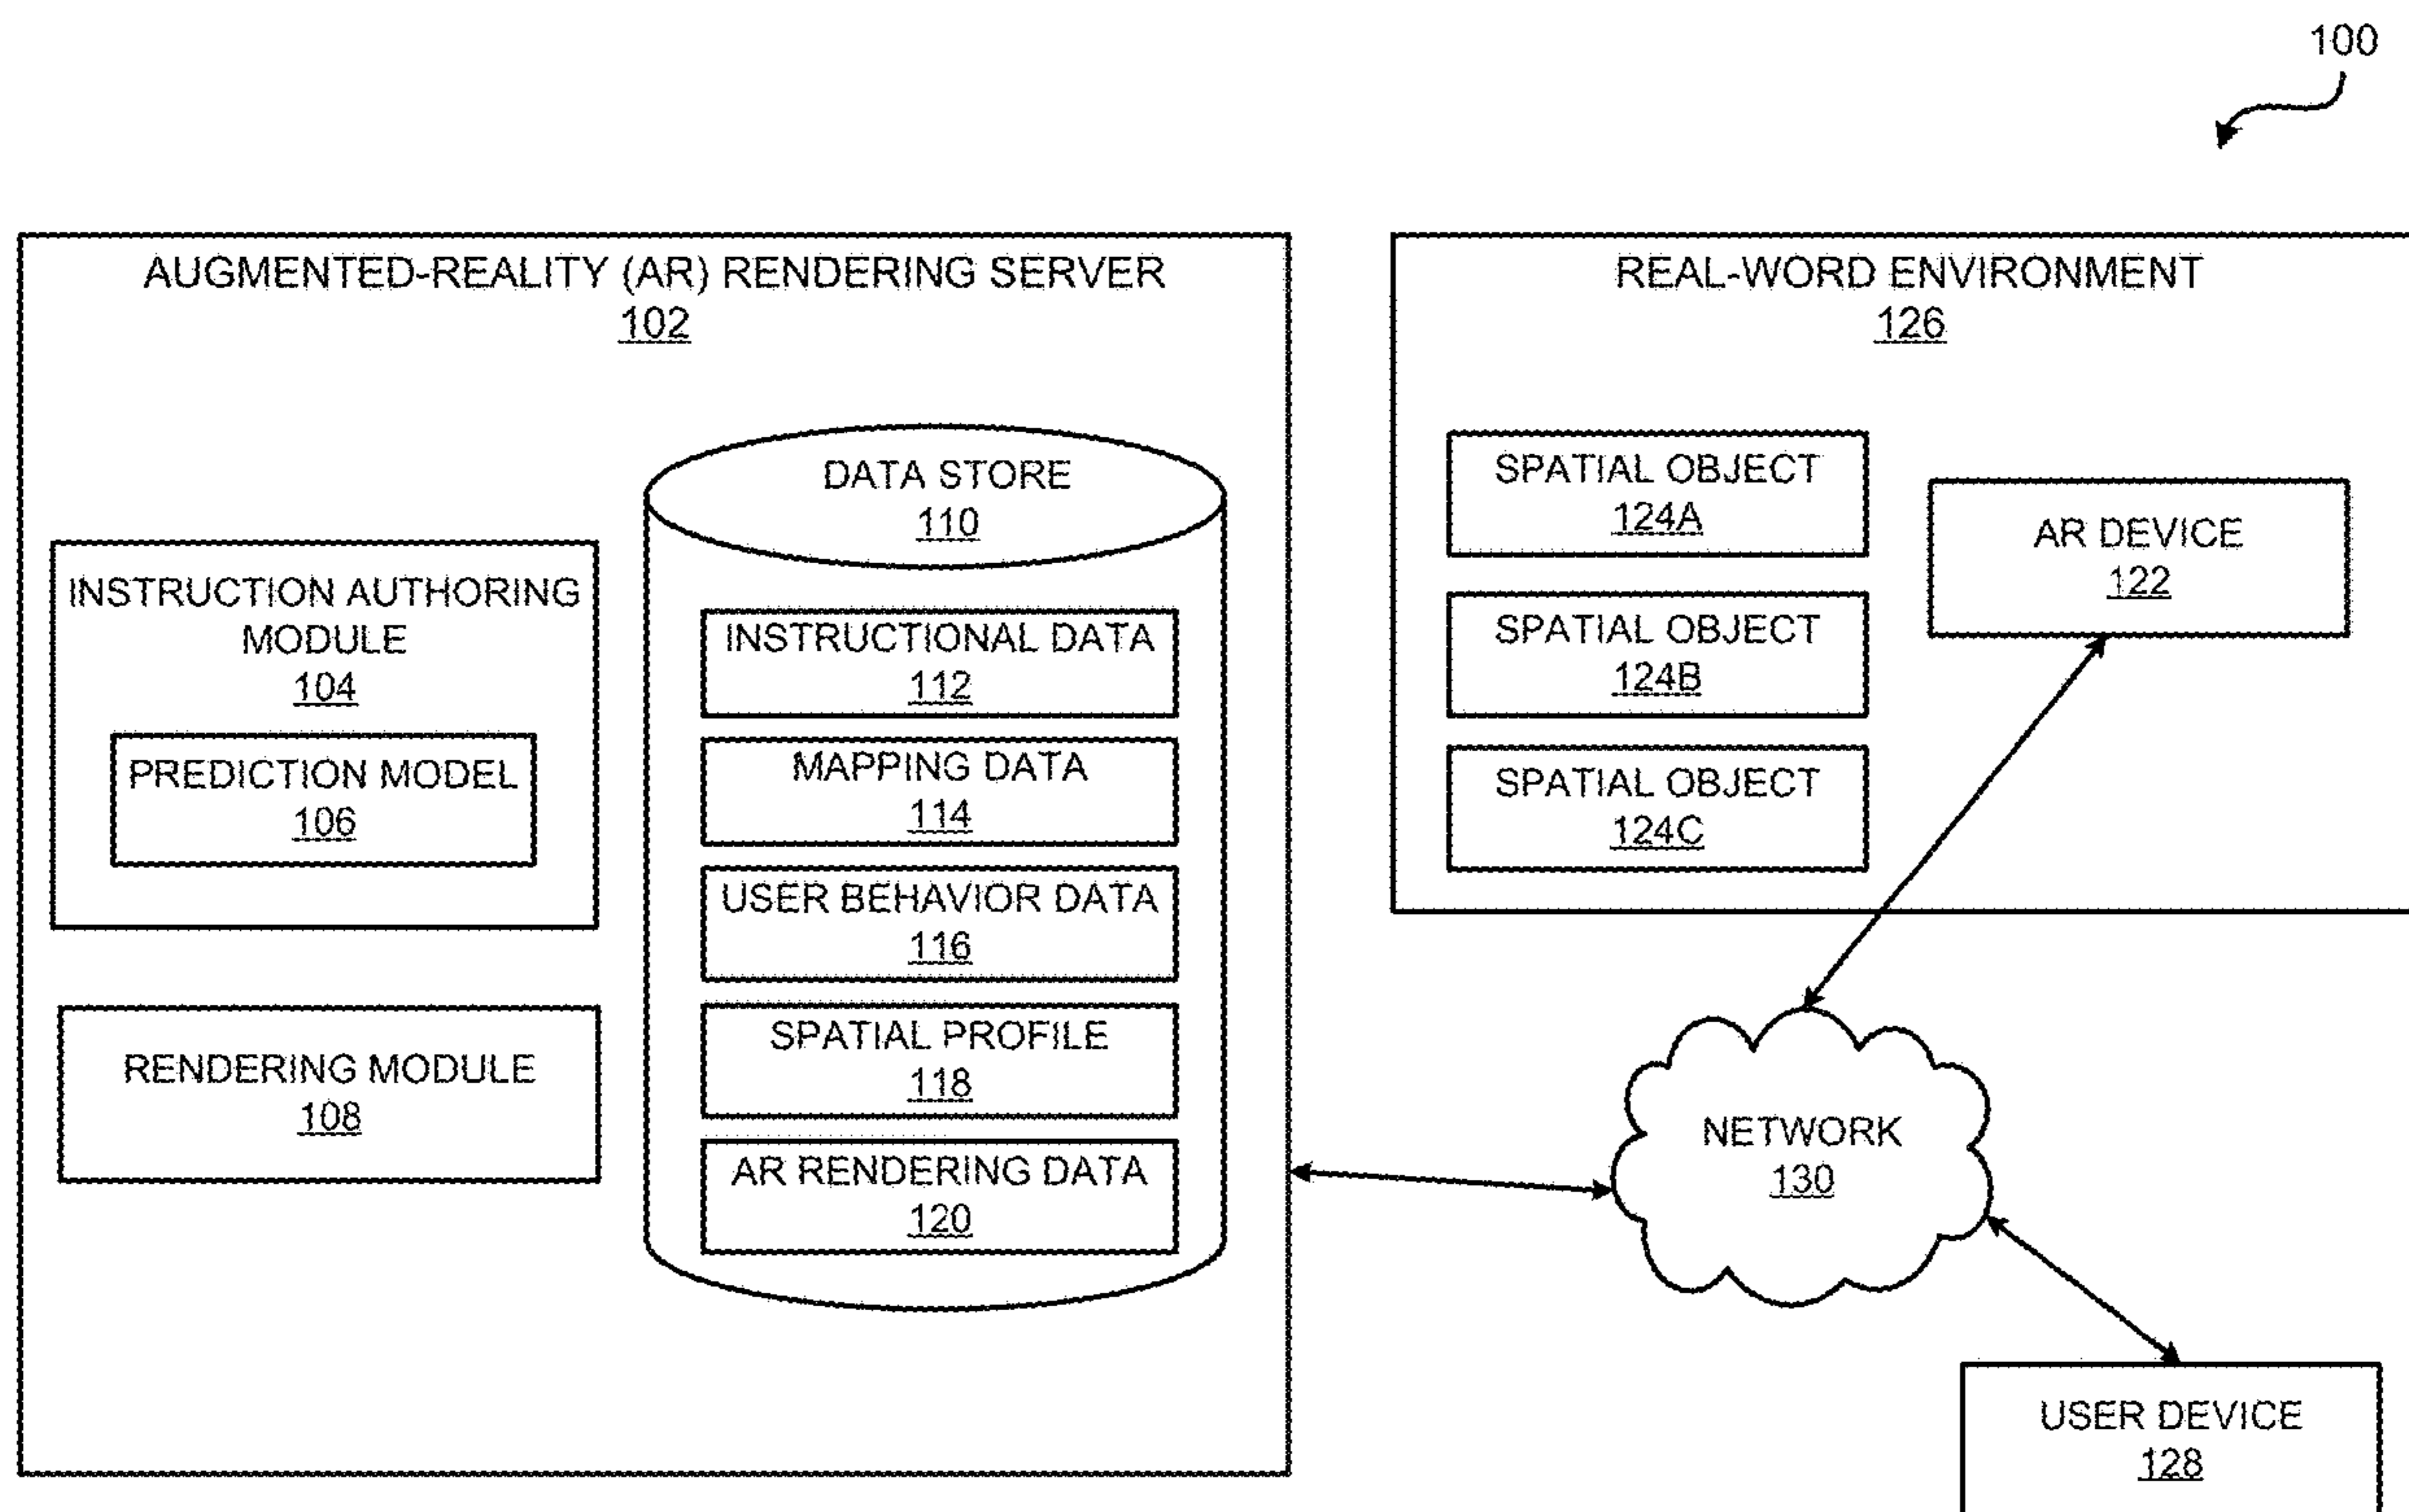 100
AUGMENTED-REALITY (AR) RENDERING SERVER
102
INSTRUCTION AUTHORING
MODULE
104
PREDICTION MODEL
106
RENDERING MODULE
108
DATA STORE
110
INSTRUCTIONAL DATA
112
MAPPING DATA
114
USER BEHAVIOR DATA
116
SPATIAL PROFILE
118
AR RENDERING DATA
120
REAL-WORD ENVIRONMENT
126
SPATIAL OBJECT
124A
SPATIAL OBJECT
124B
SPATIAL OBJECT
124C
AR DEVICE
122
NETWORK
130
USER DEVICE
128